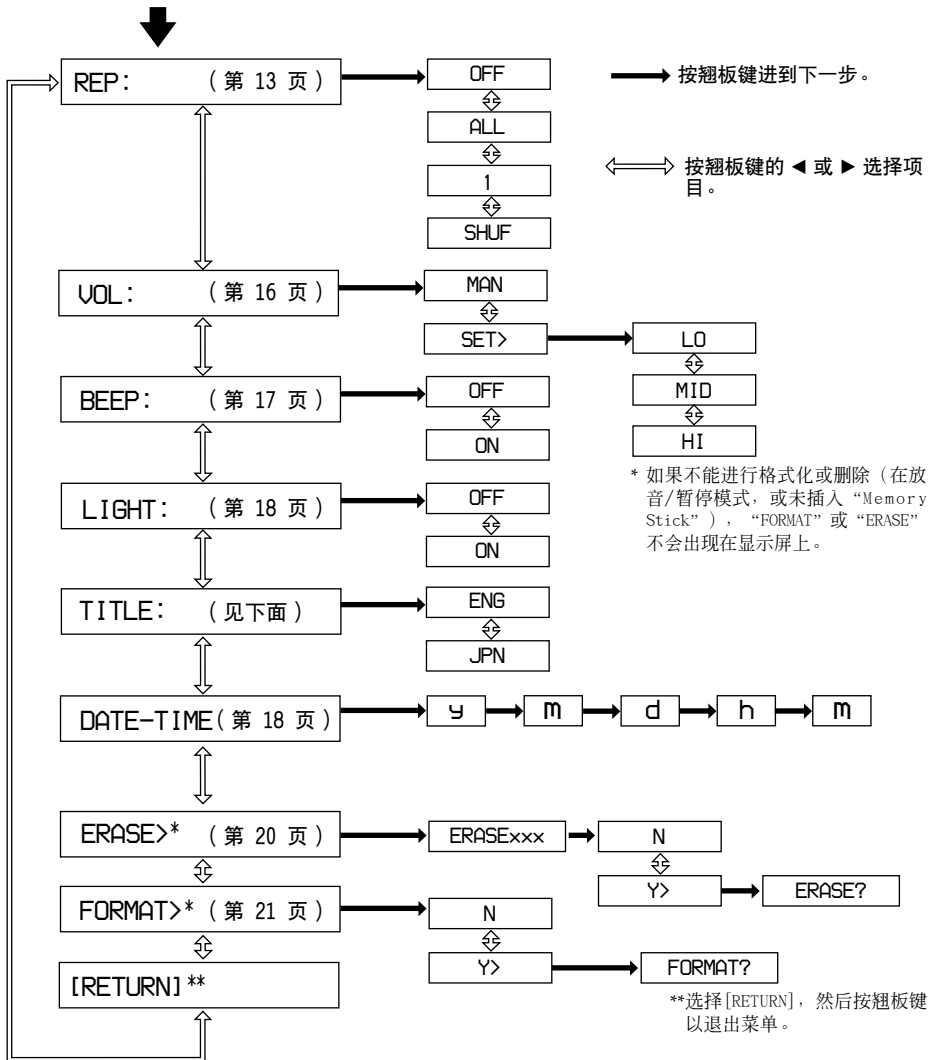 REP: (第 13 页)
OFF
ALL
1
SHUF
按翘板键进到下一步。
按翘板键的 ◀ 或 ▶ 选择项
目。
VOL: (第 16 页)
MAN
SET>
LO
MID
HI
BEEP: (第 17 页)
OFF
ON
* 如果不能进行格式化或删除（在放
音/暂停模式，或未插入“Memory
Stick”），“FORMAT”或“ERASE”
不会出现在显示屏上。
LIGHT: (第 18 页)
OFF
ON
TITLE: (见下面)
ENG
JPN
DATE-TIME(第 18 页)
y
m
d
h
m
ERASE>* (第 20 页)
ERASExxx
N
Y>
ERASE?
FORMAT>* (第 21 页)
N
Y>
FORMAT?
[RETURN]**
**选择[RETURN]，然后按翘板键
以退出菜单。